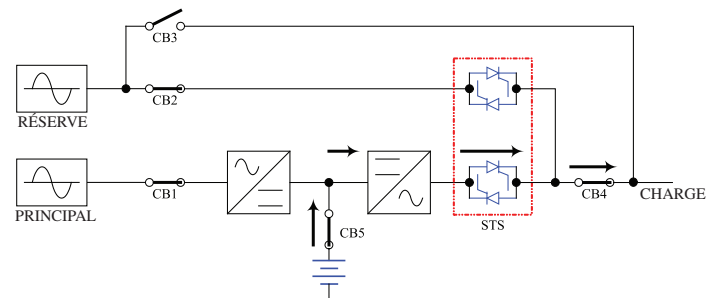 CB3
CB2
RÉSERVE
CB1
PRINCIPAL
CB5
STS
CB4
CHARGE